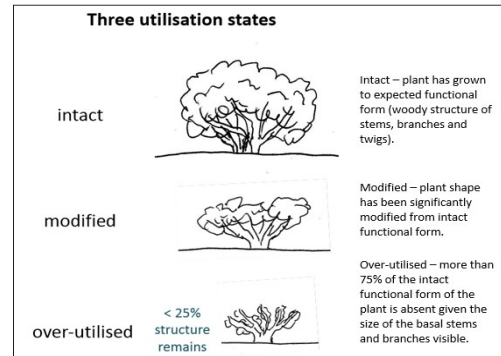 Three utilisation states
intact
Intact – plant has grown
to expected functional
form (woody structure of
stems, branches and
twigs).
modified
Modified – plant shape
has been significantly
modified from intact
functional form.
over-utilised
< 25%
structure
remains
Over-utilised – more than
75% of the intact
functional form of the
plant is absent given the
size of the basal stems
and branches visible.